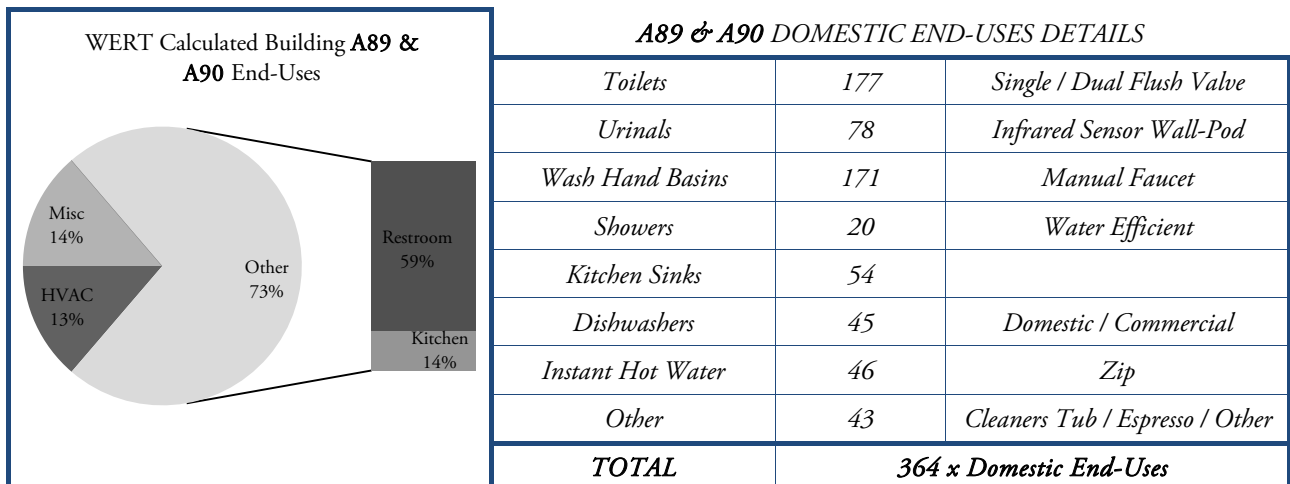 WERT Calculated Building A89 &
A90 End-Uses
Misc
14%
HVAC
13%
Other
73%
Restroom
59%
Kitchen
14%
A89 & A90 DOMESTIC END-USES DETAILS
Toilets 177 Single / Dual Flush Valve
Urinals 78 Infrared Sensor Wall-Pod
Wash Hand Basins 171 Manual Faucet
Showers 20 Water Efficient
Kitchen Sinks 54
Dishwashers 45 Domestic / Commercial
Instant Hot Water 46 Zip
Other 43 Cleaners Tub / Espresso / Other
TOTAL 364 x Domestic End-Uses